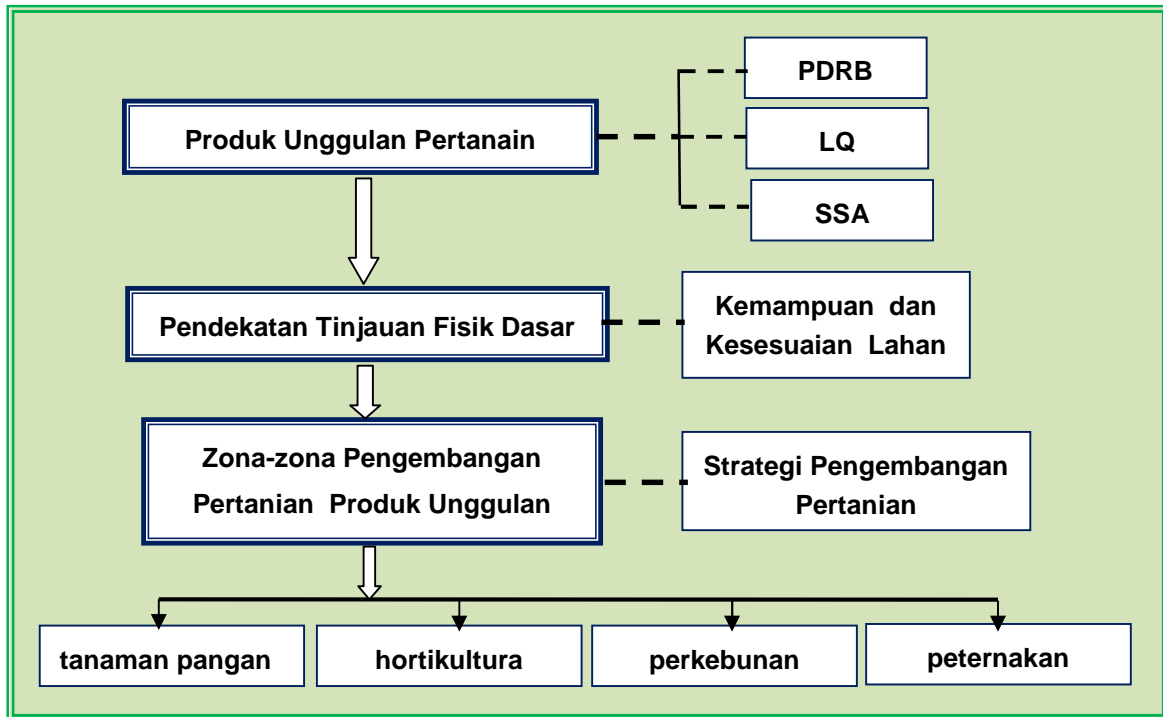 PDRB
Produk Unggulan Pertanain
LQ
SSA
Pendekatan Tinjauan Fisik Dasar
Kemampuan dan
Kesesuaian Lahan
Zona-zona Pengembangan
Pertanian Produk Unggulan
Strategi Pengembangan
Pertanian
tanaman pangan
hortikultura
perkebunan
peternakan